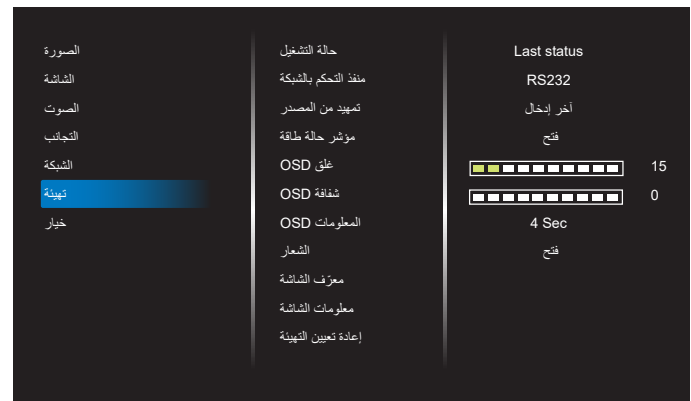 الصورة
الشاشة
الصوت
التجانب
الشبكة
تهيئة
خيار
حالة التشغيل
منفذ التحكم بالشبكة
تمهيد من المصدر
مؤشر حالة طاقة
غلق OSD
شفافة OSD
المعلومات OSD
الشعار
معرّف الشاشة
معلومات الشاشة
إعادة تعيين التهيئة
Last status
RS232
آخر إدخال
فتح
15
0
4 Sec
فتح